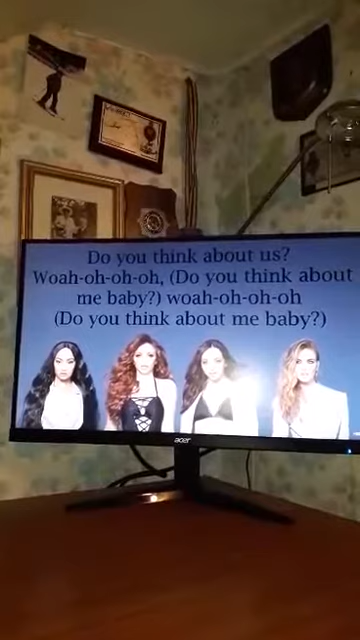 Do you think about us?
Woah-oh-oh-oh, (Do you think about
me baby?) woah-oh-oh-oh
(Do you think about me baby?)
acer